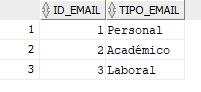 ID_EMAIL TIPO_EMAIL
1 1 Personal
2 2 Académico
3 3 Laboral